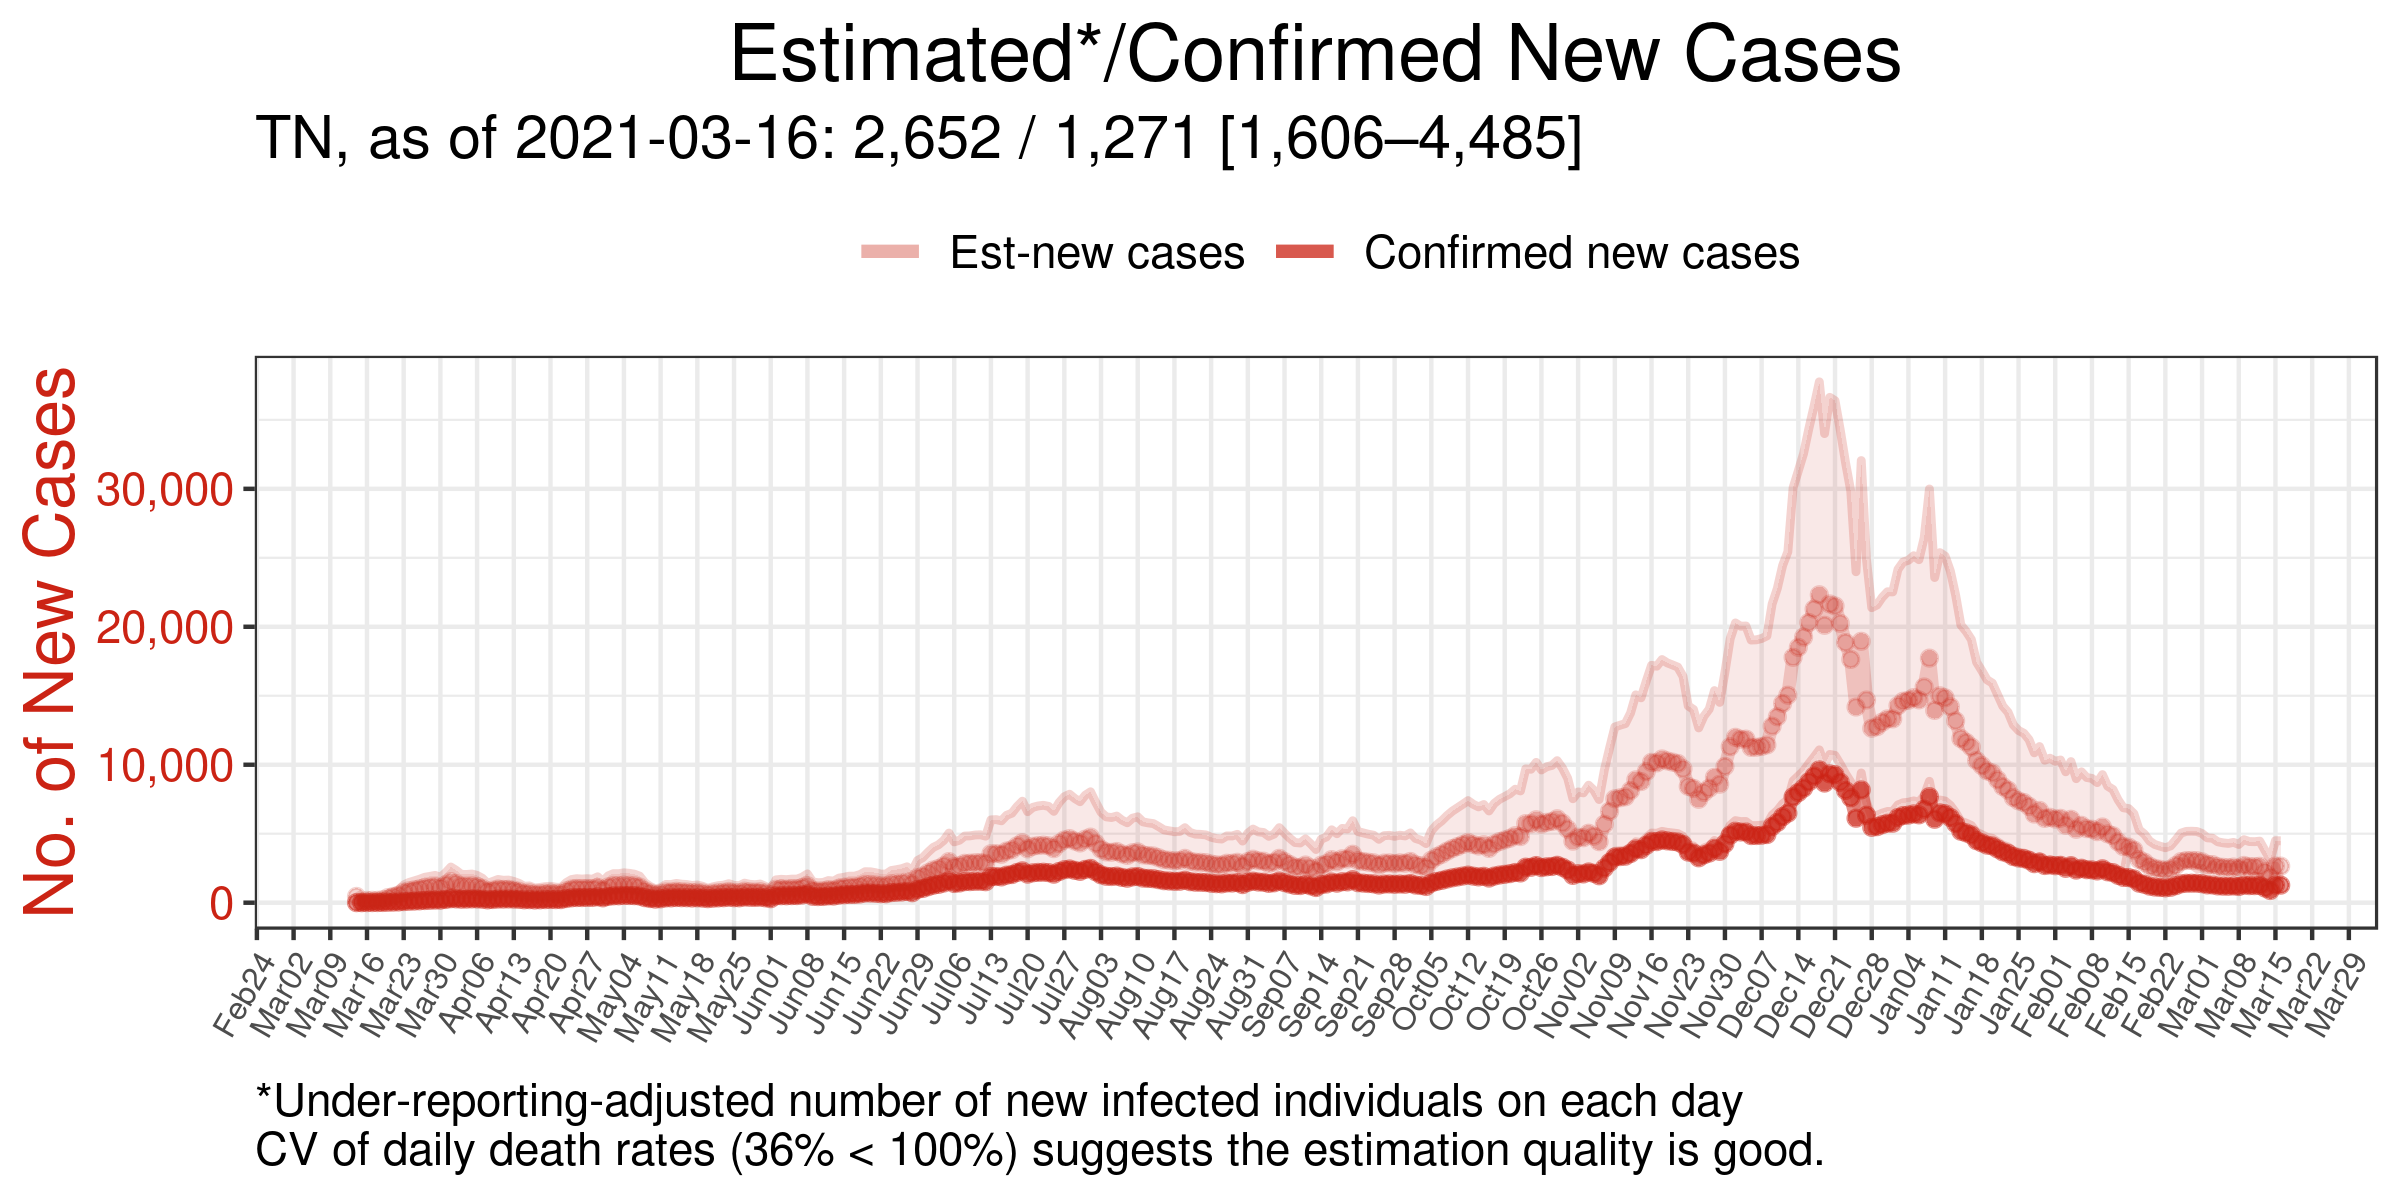 Estimated*/Confirmed New Cases
TN, as of 2021-03-16: 2,652 / 1,271 [1,606–4,485]
Est-new cases
Confirmed new cases
No. of New Cases
30,000
20,000
10,000
0
Feb24
Mar02
Mar09
Mar16
Mar23
Mar30
Apr06
Apr13
Apr20
Apr27
May04
May11
May18
May25
Jun01
Jun08
Jun15
Jun22
Jun29
Jul06
Jul13
Jul20
Jul27
Aug03
Aug10
Aug17
Aug24
Aug31
Sep07
Sep14
Sep21
Sep28
Oct05
Oct12
Oct19
Oct26
Nov02
Nov09
Nov16
Nov23
Nov30
Dec07
Dec14
Dec21
Dec28
Jan04
Jan11
Jan18
Jan25
Feb01
Feb08
Feb15
Feb22
Mar01
Mar08
Mar15
Mar22
Mar29
*Under-reporting-adjusted number of new infected individuals on each day
CV of daily death rates (36% < 100%) suggests the estimation quality is good.